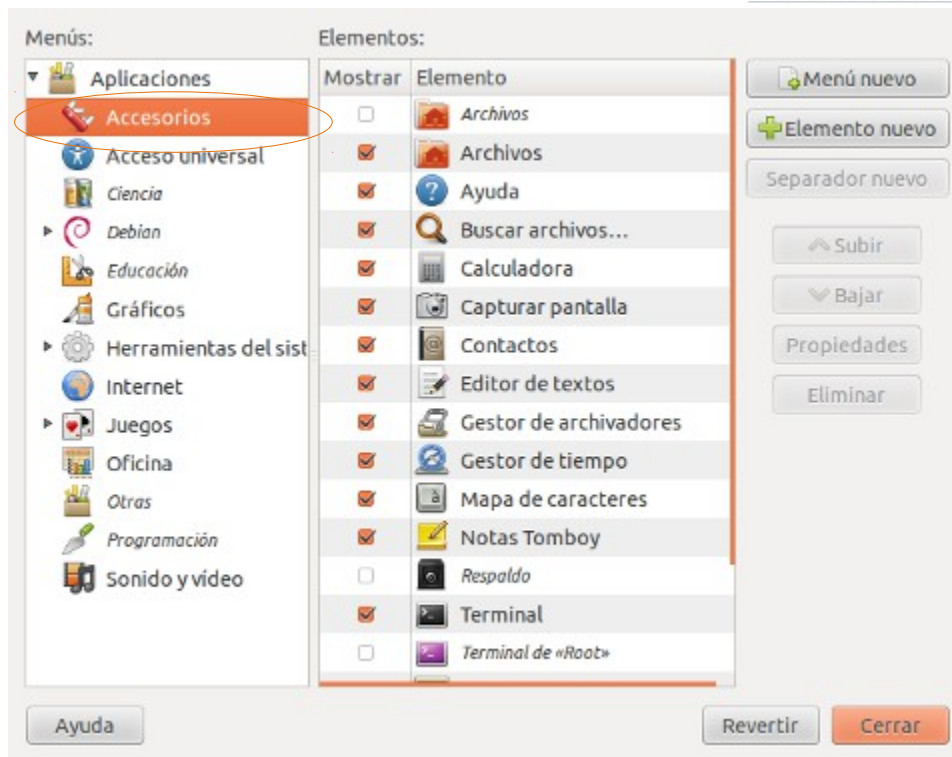 Menús:
Aplicaciones
Accesorios
Acceso universal
Ciencia
Debian
Educación
Gráficos
Herramientas del sist
Internet
Juegos
Oficina
Otras
Programación
Sonido y vídeo
Elementos:
Mostrar Elemento
Archivos
Archivos
Ayuda
Buscar archivos...
Calculadora
Capturar pantalla
Contactos
Editor de textos
Gestor de archivadores
Gestor de tiempo
Mapa de caracteres
Notas Tomboy
Respaldo
Terminal
Terminal de «Root»
Menú nuevo
Elemento nuevo
Separador nuevo
Subir
Bajar
Propiedades
Eliminar
Ayuda
Revertir
Cerrar